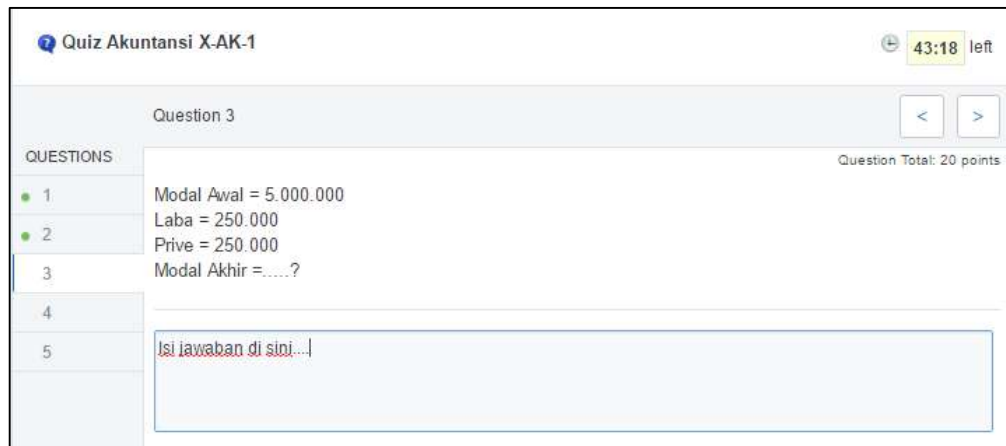 Quiz Akuntansi X-AK-1
43:18 left
Question 3
< >
QUESTIONS
Question Total: 20 points
1
2
3
4
5
Modal Awal = 5.000.000
Laba = 250.000
Prive = 250.000
Modal Akhir =.....?
Isi jawaban di sini....